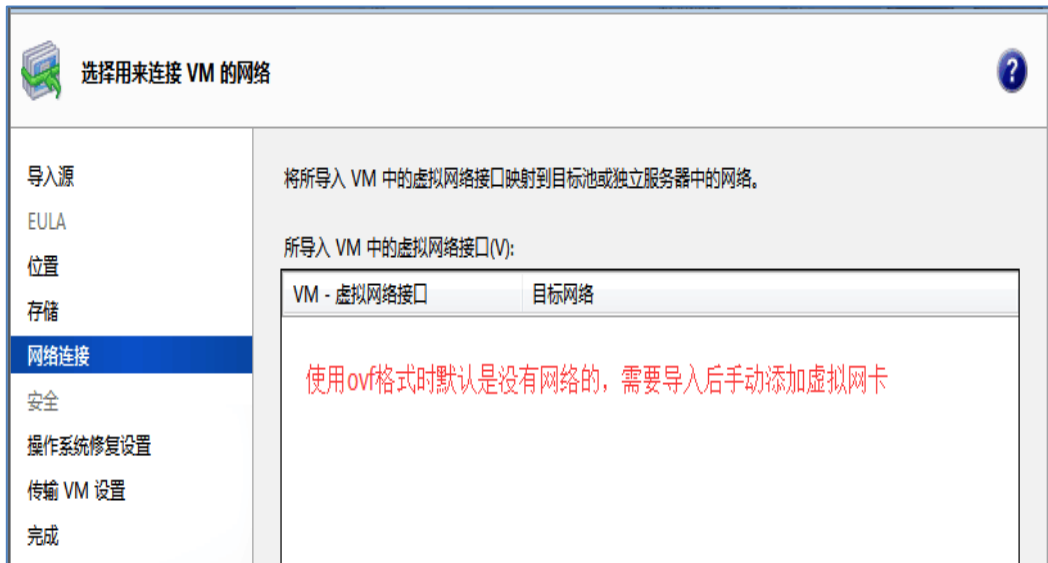 选择用来连接 VM 的网络
?
导入源
EULA
位置
存储
网络连接
安全
操作系统修复设置
传输 VM 设置
完成
将所导入 VM 中的虚拟网络接口映射到目标池或独立服务器中的网络。
所导入 VM 中的虚拟网络接口(V):
VM - 虚拟网络接口 目标网络
使用ovf格式时默认是没有网络的，需要导入后手动添加虚拟网卡